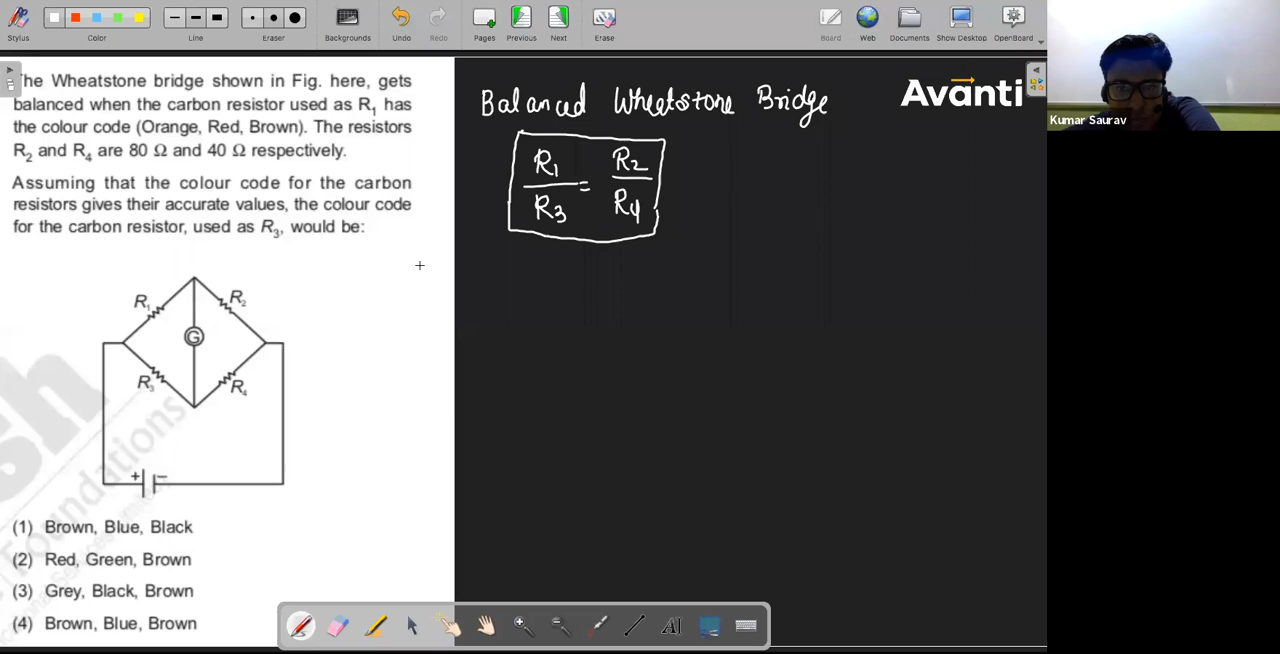 Stylus
Color
Line
Eraser
Backgrounds
Undo
Redo
Pages
Previous
Next
Erase
Board
Web
Documents
Show Desktop
OpenBoard
The Wheatstone bridge shown in Fig. here, gets
balanced when the carbon resistor used as R₁ has
the colour code (Orange, Red, Brown). The resistors
R₂ and R₄ are 80 Ω and 40 Ω respectively.
Assuming that the colour code for the carbon
resistors gives their accurate values, the colour code
for the carbon resistor, used as R₃, would be:
R₁
R₂
G
R₃
R₄
+
−
(1) Brown, Blue, Black
(2) Red, Green, Brown
(3) Grey, Black, Brown
(4) Brown, Blue, Brown
Balanced Wheatstone Bridge
R₁/R₃ = R₂/R₄
Avanti
Kumar Saurav
sh
Foundations
AI